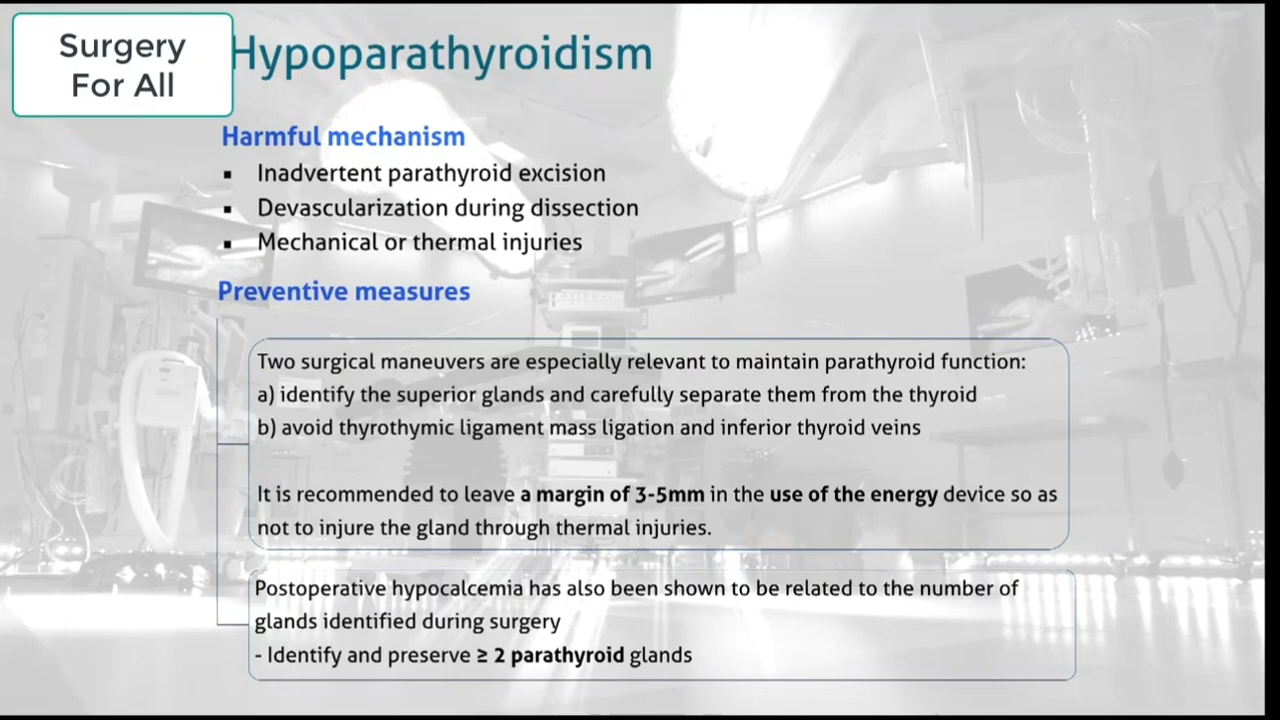 Surgery
For All
Hypoparathyroidism
Harmful mechanism
▪ Inadvertent parathyroid excision
▪ Devascularization during dissection
▪ Mechanical or thermal injuries
Preventive measures
Two surgical maneuvers are especially relevant to maintain parathyroid function:
a) identify the superior glands and carefully separate them from the thyroid
b) avoid thyrothymic ligament mass ligation and inferior thyroid veins
It is recommended to leave a margin of 3-5mm in the use of the energy device so as
not to injure the gland through thermal injuries.
Postoperative hypocalcemia has also been shown to be related to the number of
glands identified during surgery
- Identify and preserve ≥ 2 parathyroid glands